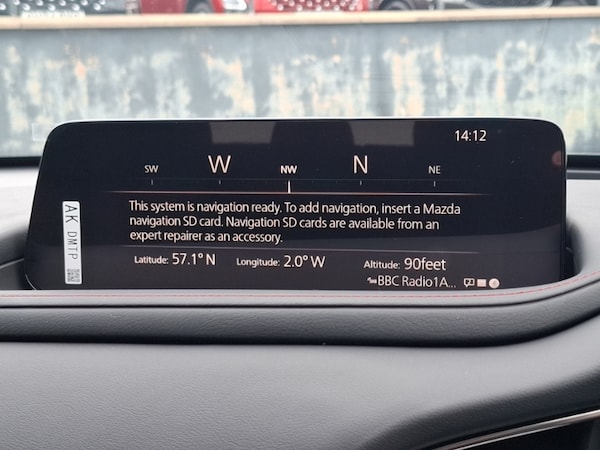 14:12
SW W NW N NE
This system is navigation ready. To add navigation, insert a Mazda
navigation SD card. Navigation SD cards are available from an
expert repairer as an accessory.
Latitude: 57.1° N Longitude: 2.0° W Altitude: 90feet
BBC Radio1A...
AK DMTP